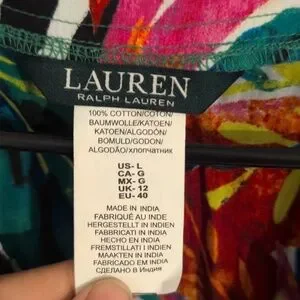 LAUREN
RALPH LAUREN
100% COTTON/COTON/
BAUMWOLLE/KATOEN/
KATOEN/ALGODÓN/
BOMULD/GODON/
ALGODÃO/хлопчатник
US- L
CA- G
MX- G
UK- 12
EU- 40
MADE IN INDIA
FABRIQUÉ AU INDE
HERGESTELLT IN INDIEN
FABBRICATI IN INDIA
HECHO EN INDIA
FREMSTILLATI I INDIEN
MAAKTEN IN INDIA
FABRICADO EM INDIA
СДЕЛАНО В Индия